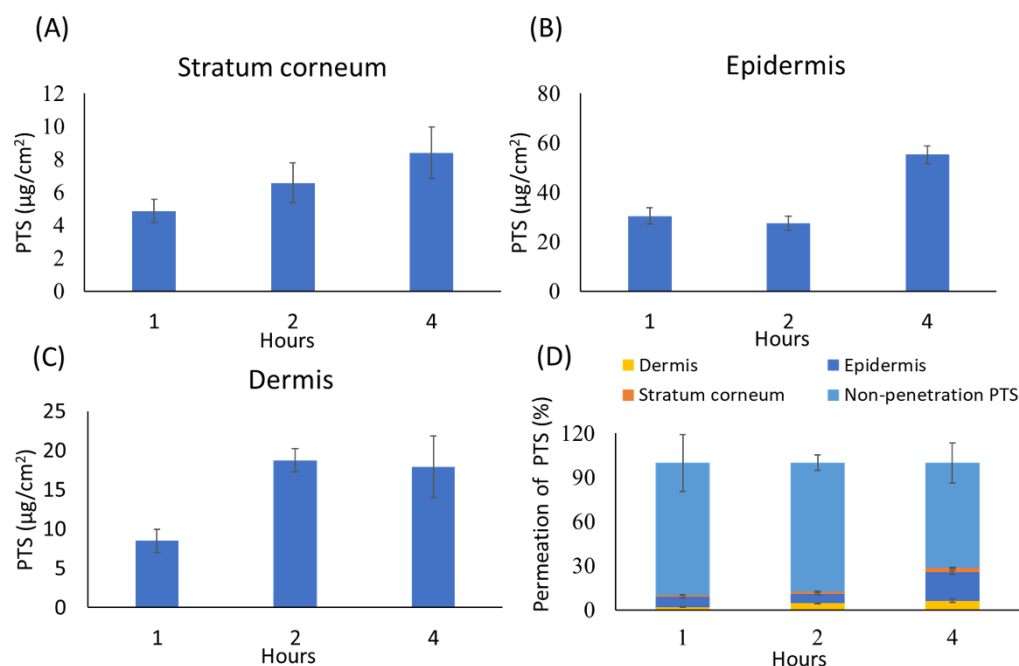 (A)
Stratum corneum
PTS (µg/cm²)
12
10
8
6
4
2
0
1 2 4
Hours
(B)
Epidermis
PTS (µg/cm²)
80
60
40
20
0
1 2 4
Hours
(C)
Dermis
PTS (µg/cm²)
25
20
15
10
5
0
1 2 4
Hours
(D)
Dermis Epidermis
Stratum corneum Non-penetration PTS
Permeation of PTS (%)
120
90
60
30
0
1 2 4
Hours